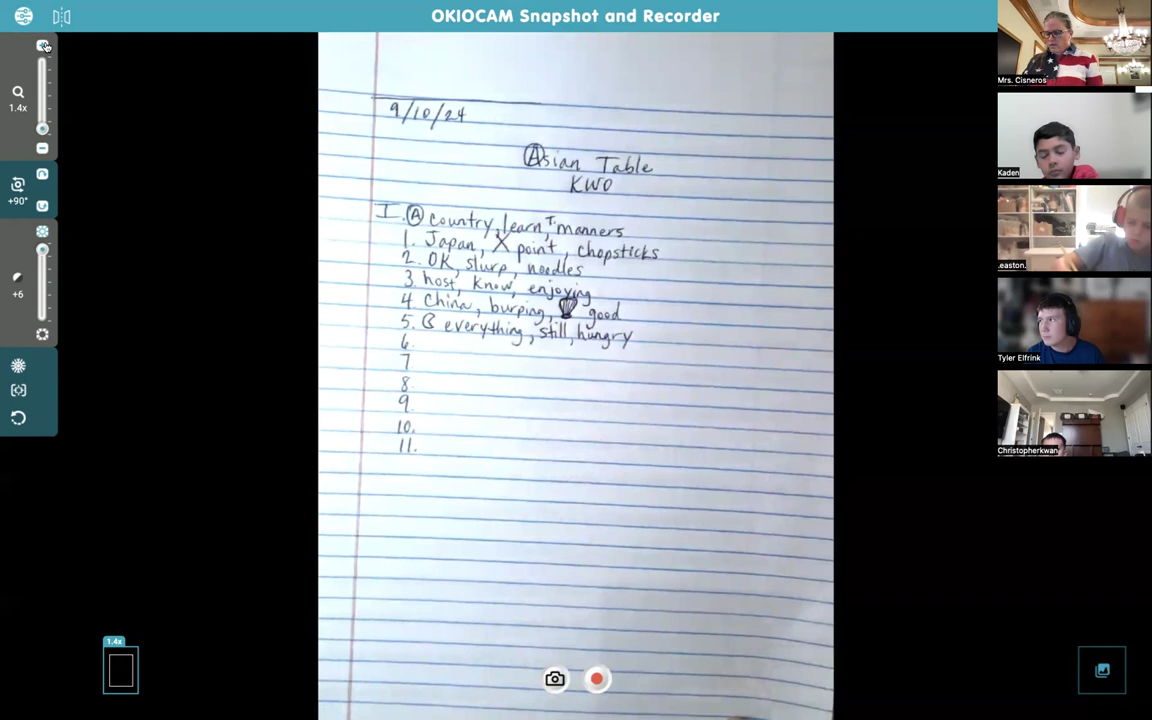 OKIOCAM Snapshot and Recorder
1.4x
+90°
+6
9/10/24
Asian Table
KWO
I. A country, learn, T manners
1. Japan, X point, chopsticks
2. OK, slurp, noodles
3. host, know, enjoying
4. China, burping, good
5. everything, still, hungry
6.
7
8.
9.
10.
11.
1.4x
Mrs. Cisneros
Kaden
.easton.
Tyler Elfrink
Christopherkwan